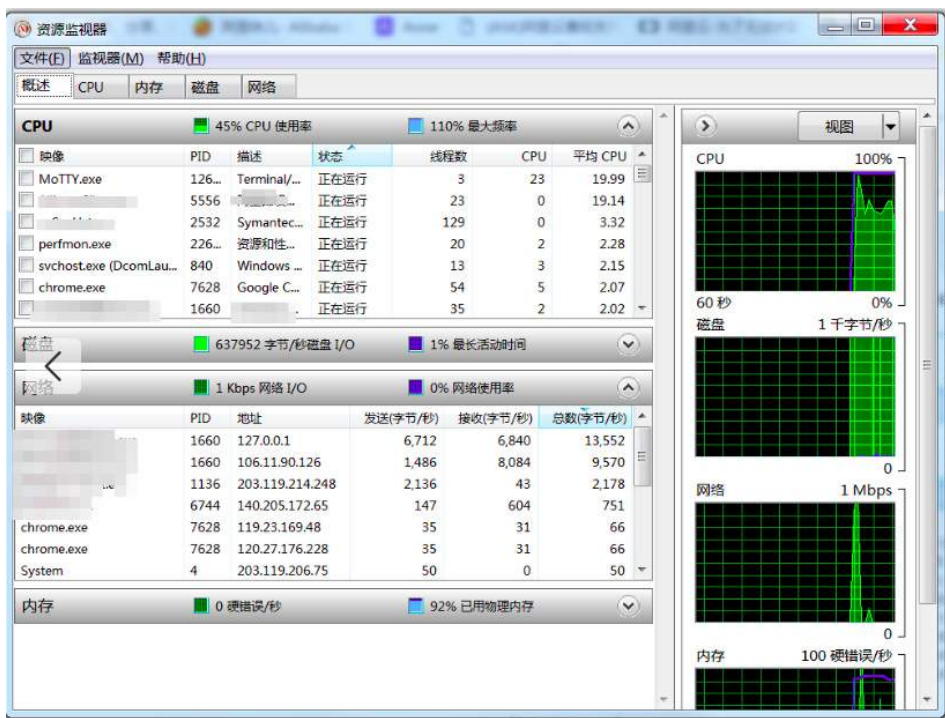 资源监视器
文件(F) 监视器(M) 帮助(H)
概述 CPU 内存 磁盘 网络
CPU 45% CPU 使用率 110% 最大频率
映像 PID 描述 状态 线程数 CPU 平均 CPU
MoTTY.exe 126... Terminal/... 正在运行 3 23 19.99
5556 正在运行 23 0 19.14
2532 Symantec... 正在运行 129 0 3.32
perfmon.exe 226... 资源和性... 正在运行 20 2 2.28
svchost.exe (DcomLau... 840 Windows ... 正在运行 13 3 2.15
chrome.exe 7628 Google C... 正在运行 54 5 2.07
1660 正在运行 35 2 2.02
磁盘 637952 字节/秒磁盘 I/O 1% 最长活动时间
网络 1 Kbps 网络 I/O 0% 网络使用率
映像 PID 地址 发送(字节/秒) 接收(字节/秒) 总数(字节/秒)
1660 127.0.0.1 6,712 6,840 13,552
1660 106.11.90.126 1,486 8,084 9,570
1136 203.119.214.248 2,136 43 2,178
6744 140.205.172.65 147 604 751
chrome.exe 7628 119.23.169.48 35 31 66
chrome.exe 7628 120.27.176.228 35 31 66
System 4 203.119.206.75 50 0 50
内存 0 硬错误/秒 92% 已用物理内存
视图
CPU 100%
60 秒 0%
磁盘 1 千字节/秒
0
网络 1 Mbps
0
内存 100 硬错误/秒